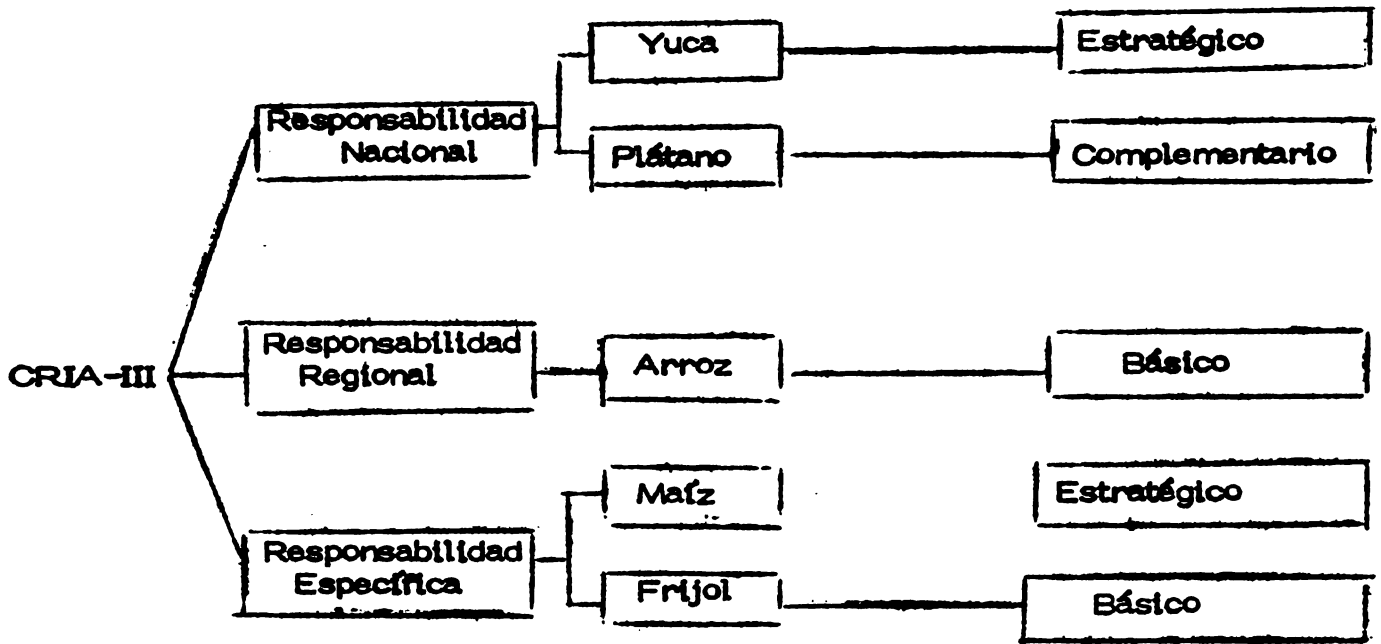 Yuca
Estratégico
Responsabilidad
Nacional
Plátano
Complementario
CRIA-III
Responsabilidad
Regional
Arroz
Básico
Maíz
Estratégico
Responsabilidad
Específica
Frijol
Básico